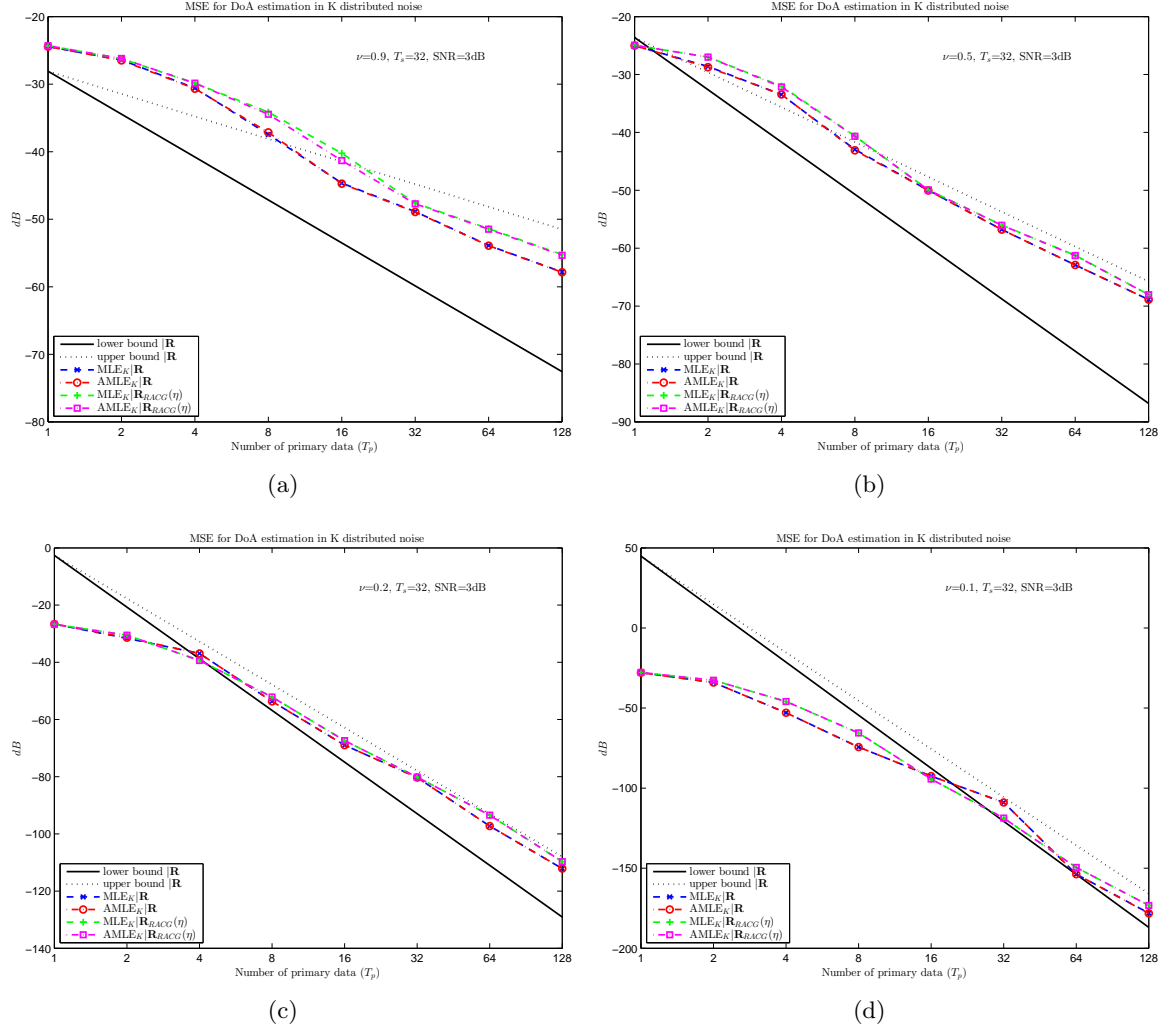 MSE for DoA estimation in K distributed noise
ν=0.9, T_s=32, SNR=3dB
dB
-20
-30
-40
-50
-60
-70
-80
lower bound |R
upper bound |R
MLE_K|R
AMLE_K|R
MLE_K|R_RACG(η)
AMLE_K|R_RACG(η)
1 2 4 8 16 32 64 128
Number of primary data (T_p)
(a)
MSE for DoA estimation in K distributed noise
ν=0.5, T_s=32, SNR=3dB
dB
-20
-30
-40
-50
-60
-70
-80
-90
lower bound |R
upper bound |R
MLE_K|R
AMLE_K|R
MLE_K|R_RACG(η)
AMLE_K|R_RACG(η)
1 2 4 8 16 32 64 128
Number of primary data (T_p)
(b)
MSE for DoA estimation in K distributed noise
ν=0.2, T_s=32, SNR=3dB
dB
0
-20
-40
-60
-80
-100
-120
-140
lower bound |R
upper bound |R
MLE_K|R
AMLE_K|R
MLE_K|R_RACG(η)
AMLE_K|R_RACG(η)
1 2 4 8 16 32 64 128
Number of primary data (T_p)
(c)
MSE for DoA estimation in K distributed noise
ν=0.1, T_s=32, SNR=3dB
dB
50
0
-50
-100
-150
-200
lower bound |R
upper bound |R
MLE_K|R
AMLE_K|R
MLE_K|R_RACG(η)
AMLE_K|R_RACG(η)
1 2 4 8 16 32 64 128
Number of primary data (T_p)
(d)